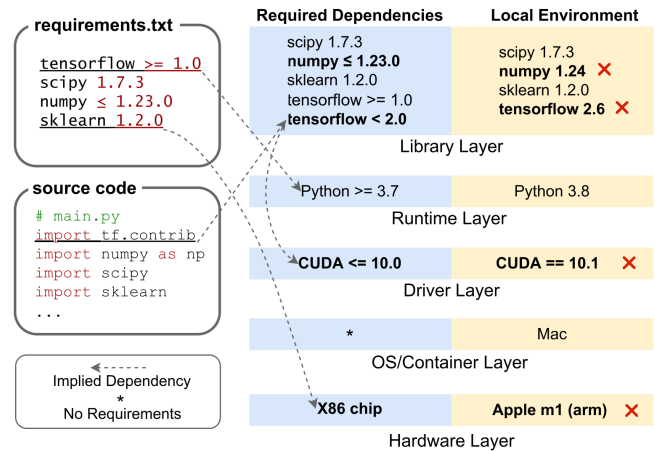 requirements.txt
tensorflow >= 1.0
scipy 1.7.3
numpy ≤ 1.23.0
sklearn 1.2.0
source code
# main.py
import tf.contrib
import numpy as np
import scipy
import sklearn
...
Implied Dependency
*
No Requirements
Required Dependencies
Local Environment
scipy 1.7.3
numpy ≤ 1.23.0
sklearn 1.2.0
tensorflow >= 1.0
tensorflow < 2.0
scipy 1.7.3
numpy 1.24
sklearn 1.2.0
tensorflow 2.6
Library Layer
Python >= 3.7
Python 3.8
Runtime Layer
CUDA <= 10.0
CUDA == 10.1
Driver Layer
*
Mac
OS/Container Layer
X86 chip
Apple m1 (arm)
Hardware Layer